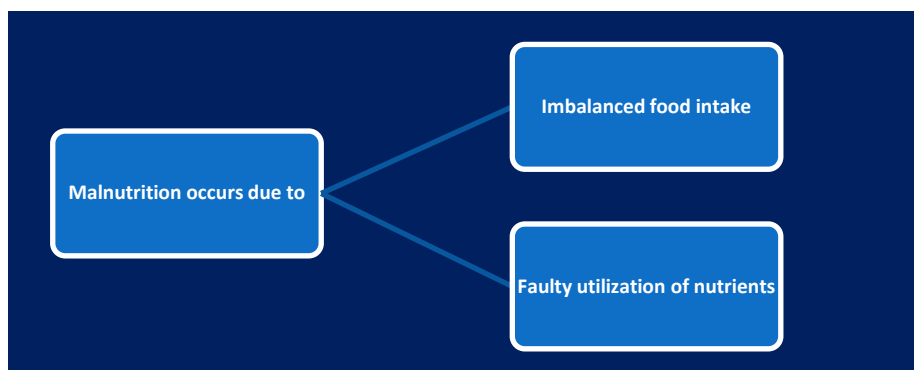 Malnutrition occurs due to
Imbalanced food intake
Faulty utilization of nutrients